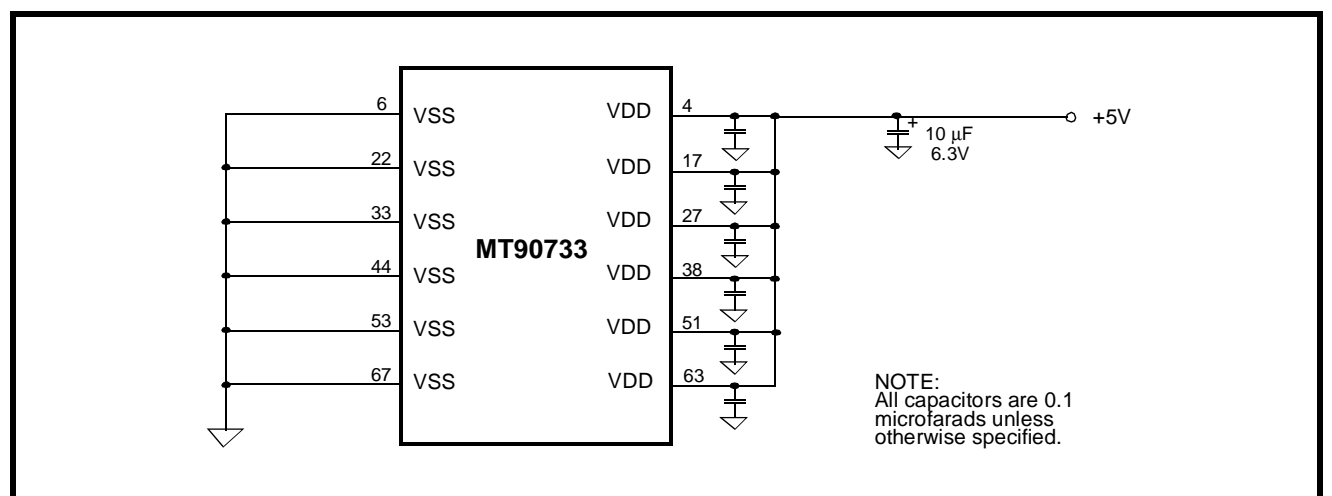 6 VSS VDD 4 +5V
+ 10 μF
6.3V
22 VSS VDD 17
33 VSS VDD 27
MT90733
44 VSS VDD 38
53 VSS VDD 51
67 VSS VDD 63
NOTE:
All capacitors are 0.1
microfarads unless
otherwise specified.